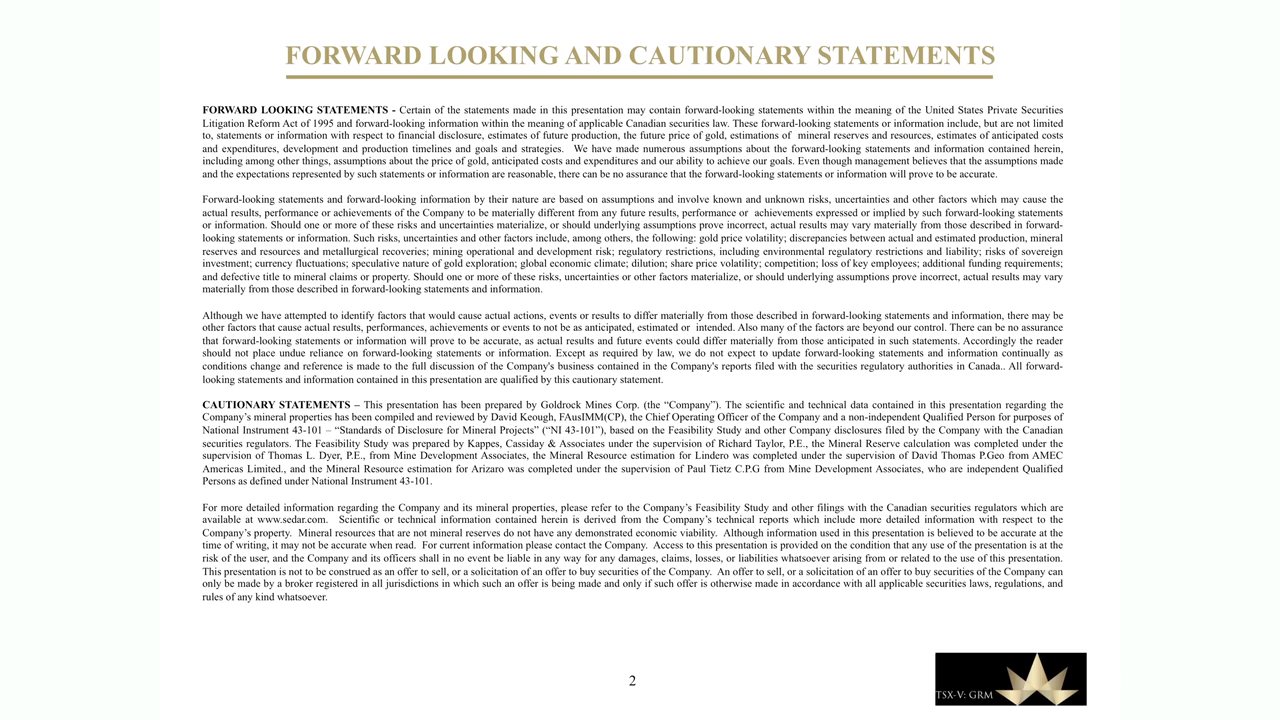 FORWARD LOOKING AND CAUTIONARY STATEMENTS
FORWARD LOOKING STATEMENTS - Certain of the statements made in this presentation may contain forward-looking statements within the meaning of the United States Private Securities
Litigation Reform Act of 1995 and forward-looking information within the meaning of applicable Canadian securities law. These forward-looking statements or information include, but are not limited
to, statements or information with respect to financial disclosure, estimates of future production, the future price of gold, estimations of mineral reserves and resources, estimates of anticipated costs
and expenditures, development and production timelines and goals and strategies. We have made numerous assumptions about the forward-looking statements and information contained herein,
including among other things, assumptions about the price of gold, anticipated costs and expenditures and our ability to achieve our goals. Even though management believes that the assumptions made
and the expectations represented by such statements or information are reasonable, there can be no assurance that the forward-looking statements or information will prove to be accurate.
Forward-looking statements and forward-looking information by their nature are based on assumptions and involve known and unknown risks, uncertainties and other factors which may cause the
actual results, performance or achievements of the Company to be materially different from any future results, performance or achievements expressed or implied by such forward-looking statements
or information. Should one or more of these risks and uncertainties materialize, or should underlying assumptions prove incorrect, actual results may vary materially from those described in forward-
looking statements or information. Such risks, uncertainties and other factors include, among others, the following: gold price volatility; discrepancies between actual and estimated production, mineral
reserves and resources and metallurgical recoveries; mining operational and development risk; regulatory restrictions, including environmental regulatory restrictions and liability; risks of sovereign
investment; currency fluctuations; speculative nature of gold exploration; global economic climate; dilution; share price volatility; competition; loss of key employees; additional funding requirements;
and defective title to mineral claims or property. Should one or more of these risks, uncertainties or other factors materialize, or should underlying assumptions prove incorrect, actual results may vary
materially from those described in forward-looking statements and information.
Although we have attempted to identify factors that would cause actual actions, events or results to differ materially from those described in forward-looking statements and information, there may be
other factors that cause actual results, performances, achievements or events to not be as anticipated, estimated or intended. Also many of the factors are beyond our control. There can be no assurance
that forward-looking statements or information will prove to be accurate, as actual results and future events could differ materially from those anticipated in such statements. Accordingly the reader
should not place undue reliance on forward-looking statements or information. Except as required by law, we do not expect to update forward-looking statements and information continually as
conditions change and reference is made to the full discussion of the Company's business contained in the Company's reports filed with the securities regulatory authorities in Canada.. All forward-
looking statements and information contained in this presentation are qualified by this cautionary statement.
CAUTIONARY STATEMENTS – This presentation has been prepared by Goldrock Mines Corp. (the “Company”). The scientific and technical data contained in this presentation regarding the
Company’s mineral properties has been compiled and reviewed by David Keough, FAusIMM(CP), the Chief Operating Officer of the Company and a non-independent Qualified Person for purposes of
National Instrument 43-101 – “Standards of Disclosure for Mineral Projects” (“NI 43-101”), based on the Feasibility Study and other Company disclosures filed by the Company with the Canadian
securities regulators. The Feasibility Study was prepared by Kappes, Cassiday & Associates under the supervision of Richard Taylor, P.E., the Mineral Reserve calculation was completed under the
supervision of Thomas L. Dyer, P.E., from Mine Development Associates, the Mineral Resource estimation for Lindero was completed under the supervision of David Thomas P.Geo from AMEC
Americas Limited., and the Mineral Resource estimation for Arizaro was completed under the supervision of Paul Tietz C.P.G from Mine Development Associates, who are independent Qualified
Persons as defined under National Instrument 43-101.
For more detailed information regarding the Company and its mineral properties, please refer to the Company’s Feasibility Study and other filings with the Canadian securities regulators which are
available at www.sedar.com. Scientific or technical information contained herein is derived from the Company’s technical reports which include more detailed information with respect to the
Company’s property. Mineral resources that are not mineral reserves do not have any demonstrated economic viability. Although information used in this presentation is believed to be accurate at the
time of writing, it may not be accurate when read. For current information please contact the Company. Access to this presentation is provided on the condition that any use of the presentation is at the
risk of the user, and the Company and its officers shall in no event be liable in any way for any damages, claims, losses, or liabilities whatsoever arising from or related to the use of this presentation.
This presentation is not to be construed as an offer to sell, or a solicitation of an offer to buy securities of the Company. An offer to sell, or a solicitation of an offer to buy securities of the Company can
only be made by a broker registered in all jurisdictions in which such an offer is being made and only if such offer is otherwise made in accordance with all applicable securities laws, regulations, and
rules of any kind whatsoever.
2
TSX-V: GRM